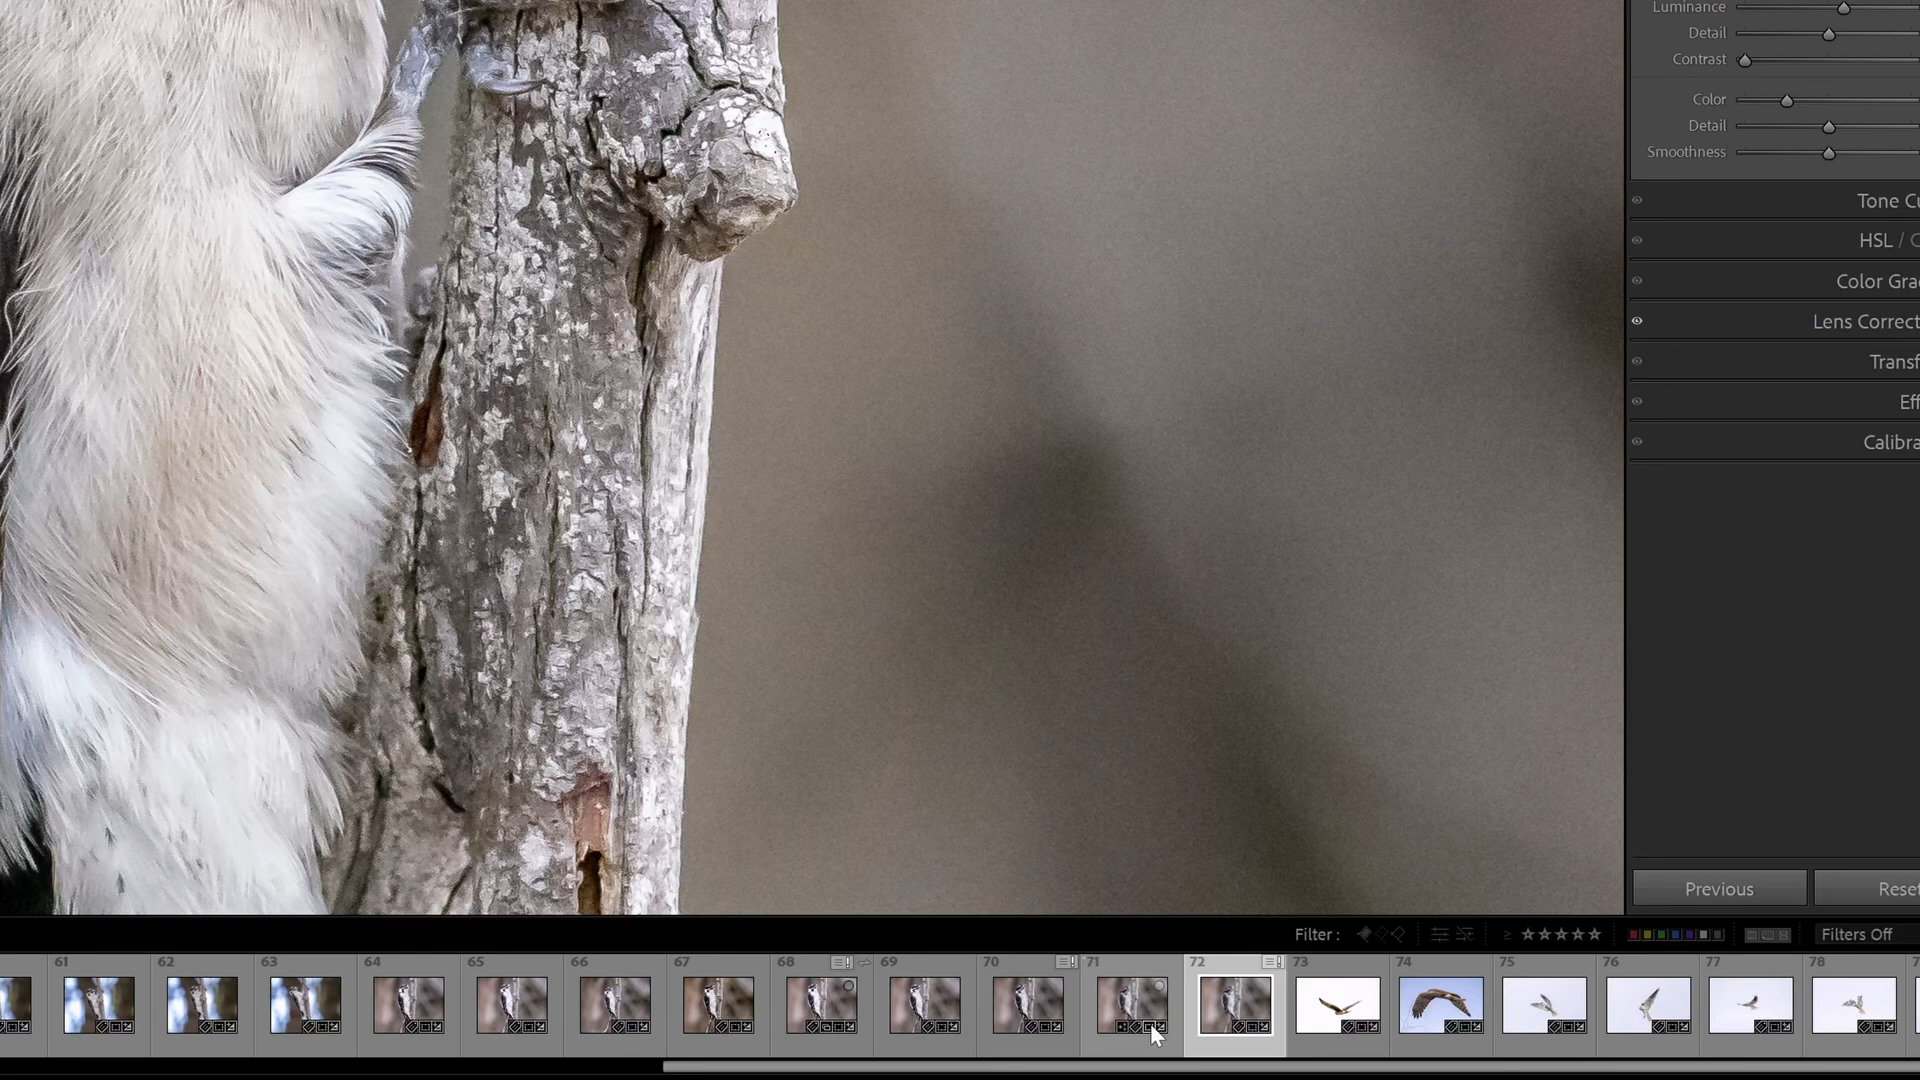 Luminance
Detail
Contrast
Color
Detail
Smoothness
Tone Cu
HSL / C
Color Gra
Lens Correct
Transf
Eff
Calibra
Previous Reset
Filter : ≥ Filters Off
61 62 63 64 65 66 67 68 69 70 71 72 73 74 75 76 77 78